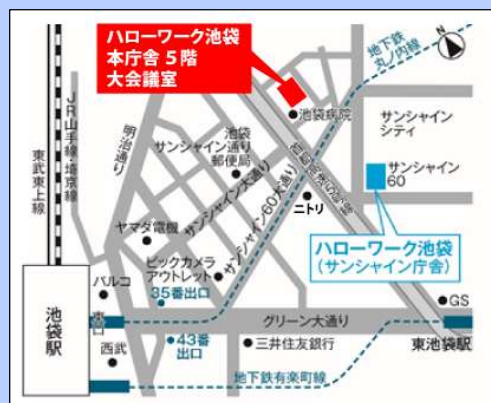 ハローワーク池袋
本庁舎 5階
大会議室
地下鉄
丸ノ内線
N
JR山手線・埼京線
東武東上線
明治通り
池袋
サンシャイン通り
郵便局
池袋病院
サンシャイン
シティ
サンシャイン
60
サンシャイン大通り
サンシャイン60大通り
首都高速5号線
ニトリ
ヤマダ電機
ビックカメラ
アウトレット
ハローワーク池袋
(サンシャイン庁舎)
パルコ
35番出口
東口
池袋駅
グリーン大通り
GS
西武
43番
出口
三井住友銀行
東池袋駅
地下鉄有楽町線